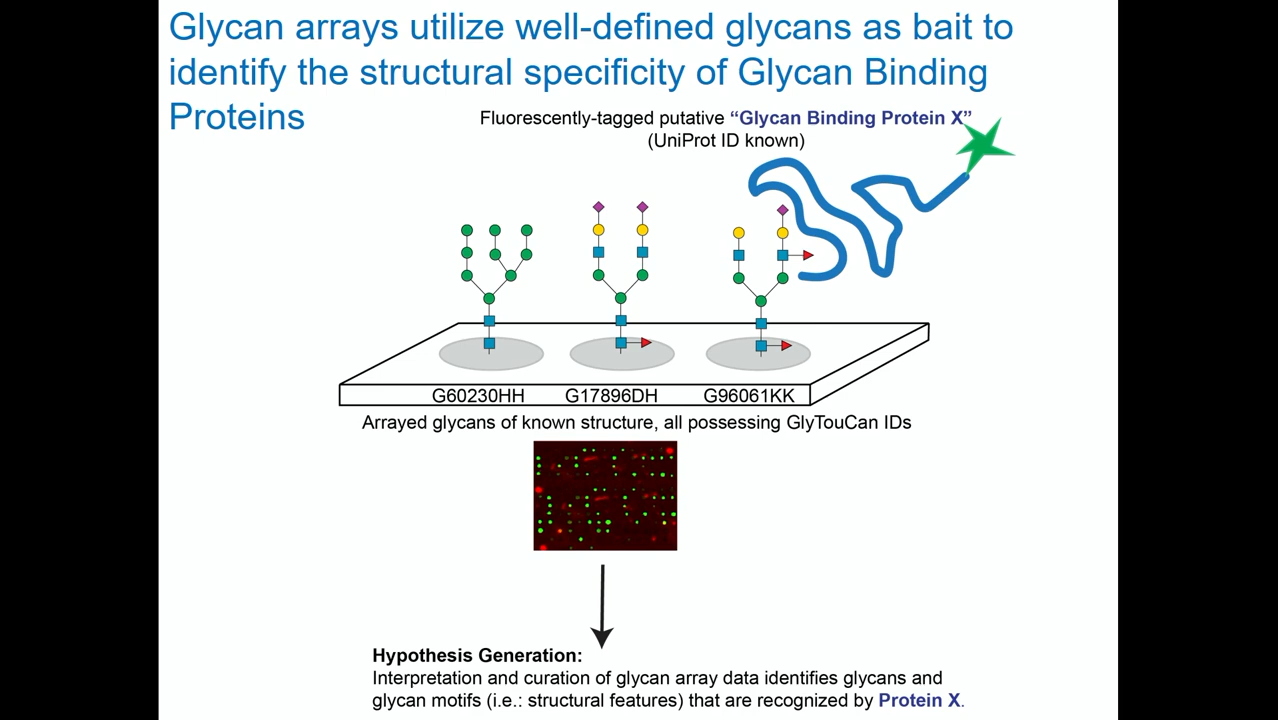 Glycan arrays utilize well-defined glycans as bait to
identify the structural specificity of Glycan Binding
Proteins
Fluorescently-tagged putative “Glycan Binding Protein X”
(UniProt ID known)
G60230HH
G17896DH
G96061KK
Arrayed glycans of known structure, all possessing GlyTouCan IDs
Hypothesis Generation:
Interpretation and curation of glycan array data identifies glycans and
glycan motifs (i.e.: structural features) that are recognized by Protein X.